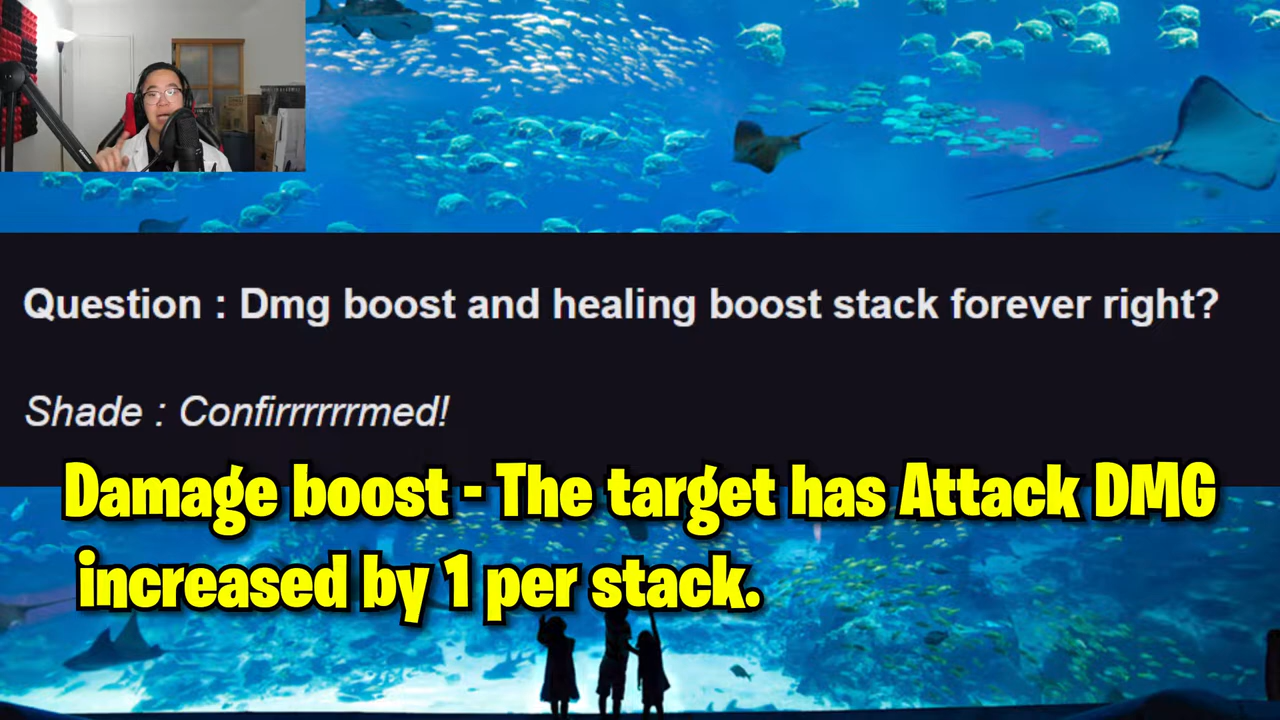 Question : Dmg boost and healing boost stack forever right?
Shade : Confirrrrrrrmed!
Damage boost - The target has Attack DMG
increased by 1 per stack.